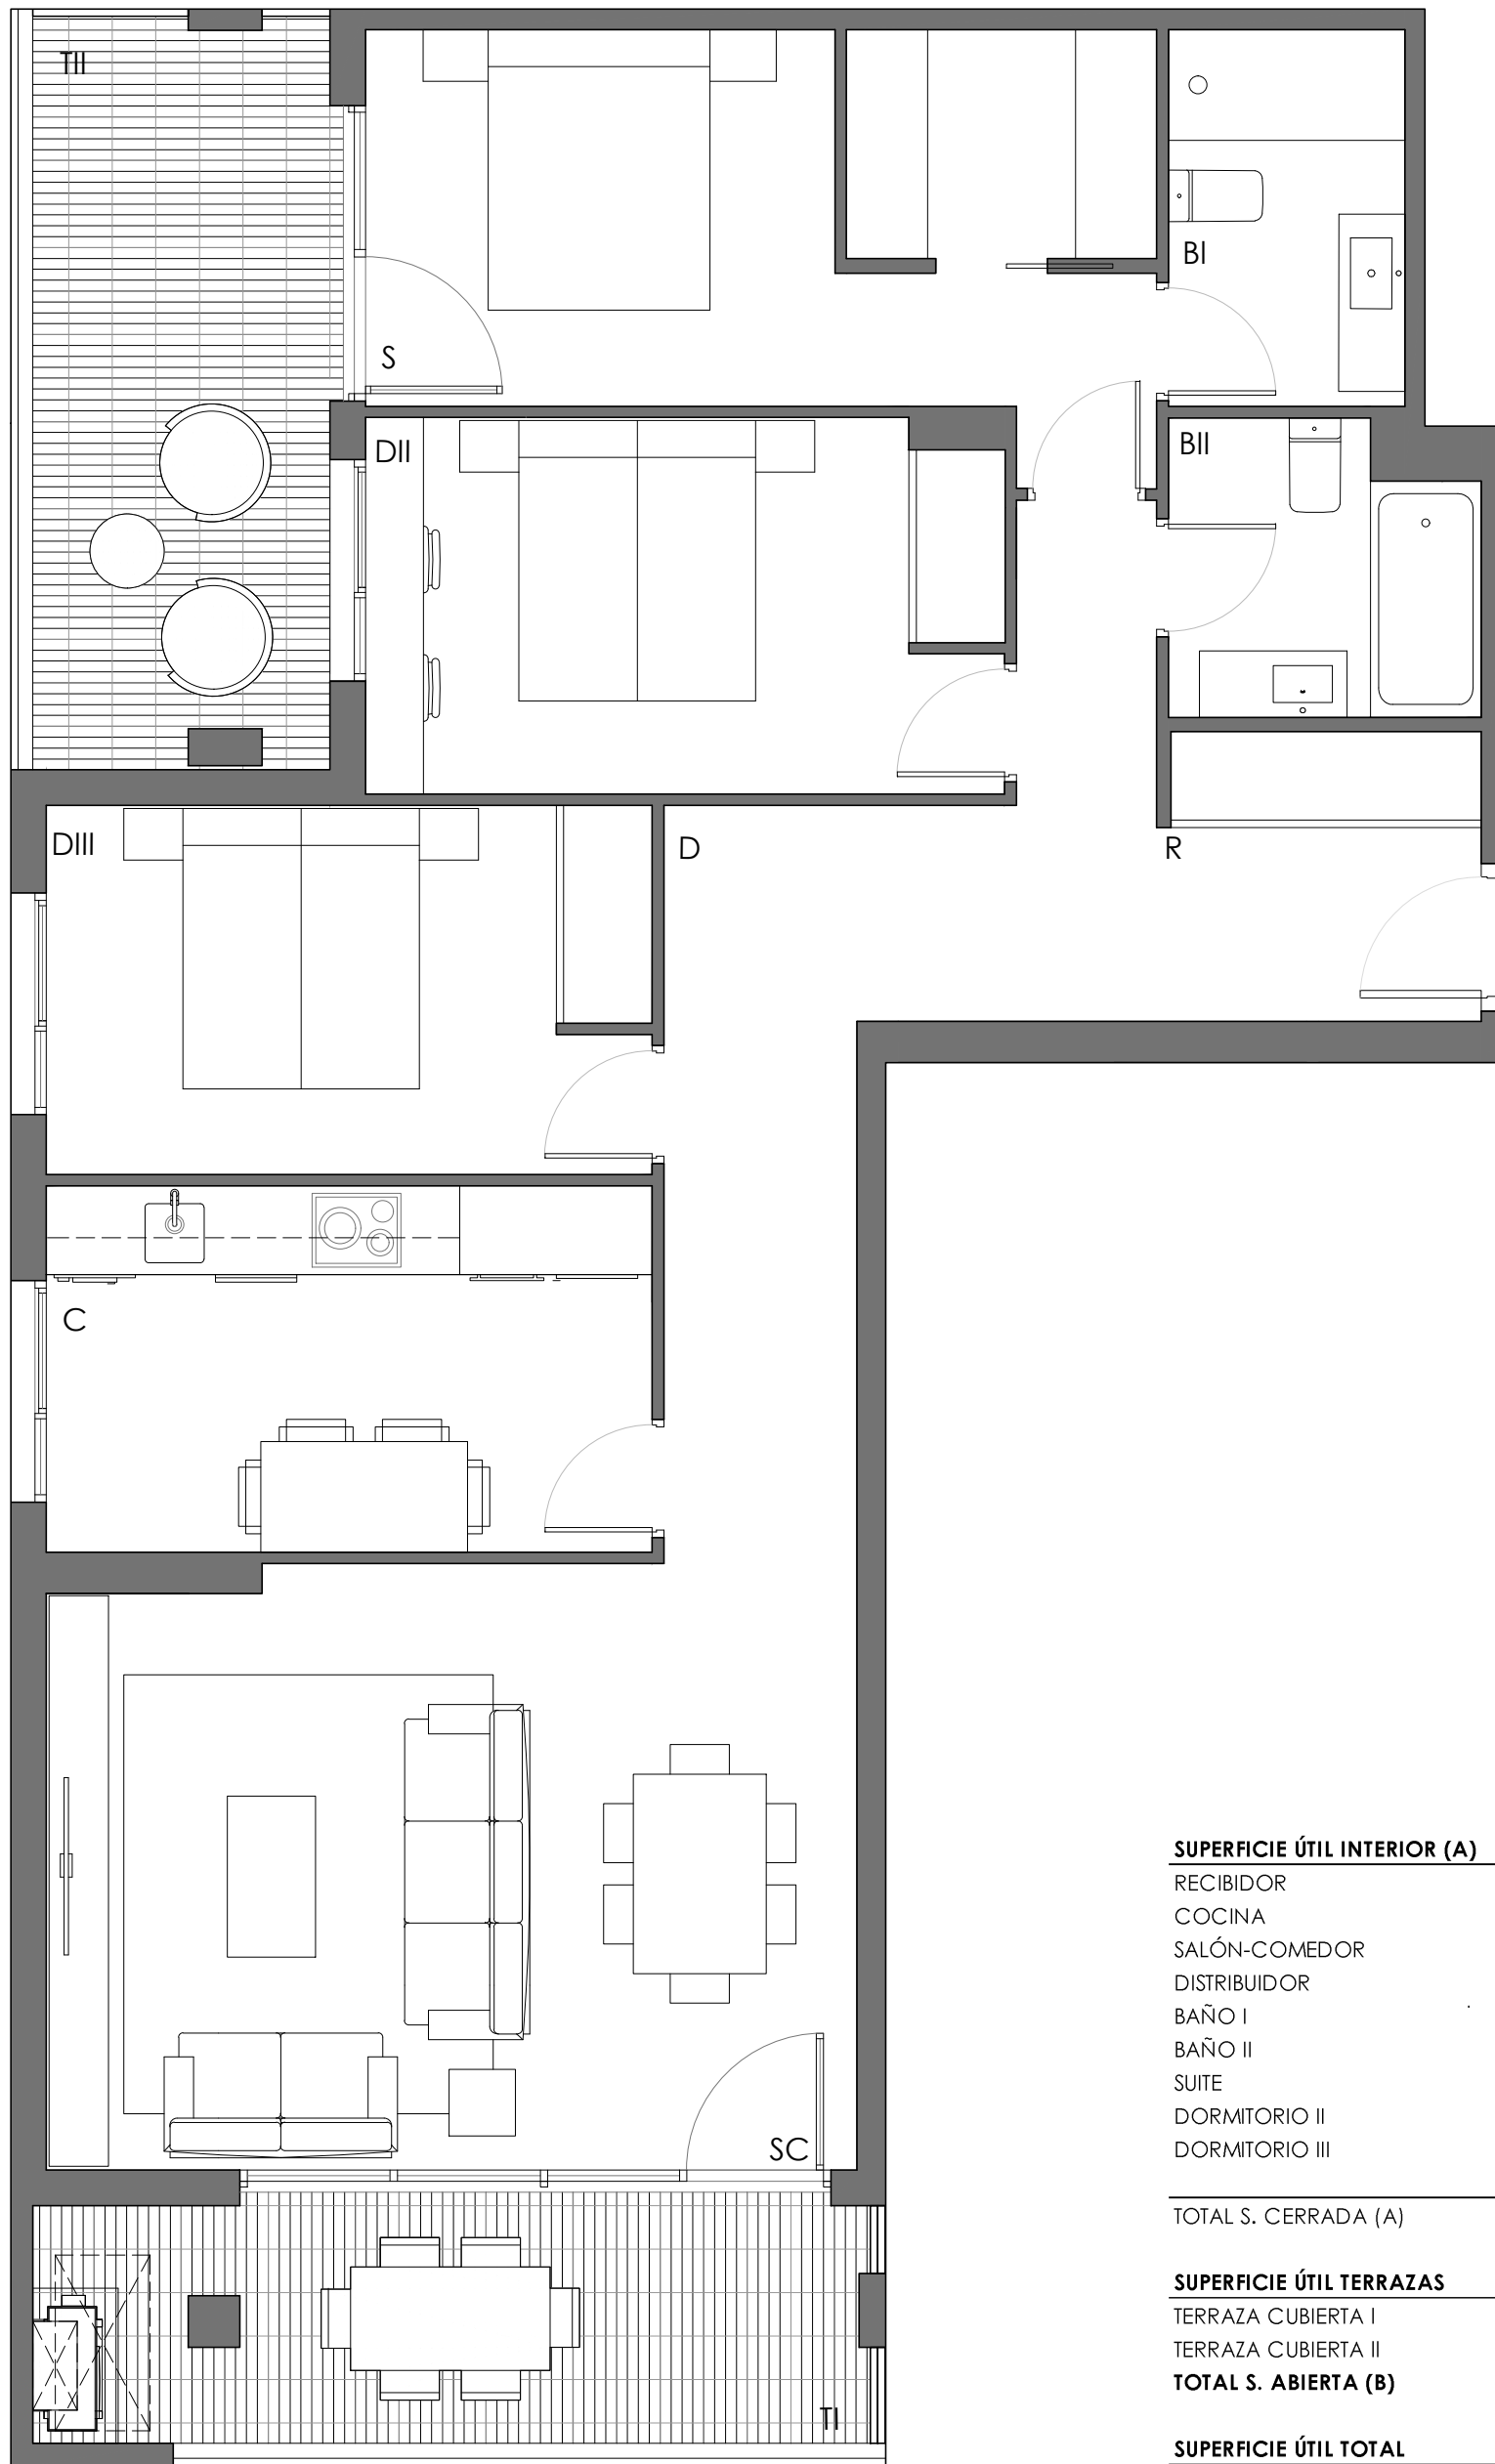 TII
BI
S
DII
BII
DIII
D
R
C
SC
TI
SUPERFICIE ÚTIL INTERIOR (A)
RECIBIDOR
COCINA
SALÓN-COMEDOR
DISTRIBUIDOR
BAÑO I
BAÑO II
SUITE
DORMITORIO II
DORMITORIO III
TOTAL S. CERRADA (A)
SUPERFICIE ÚTIL TERRAZAS
TERRAZA CUBIERTA I
TERRAZA CUBIERTA II
TOTAL S. ABIERTA (B)
SUPERFICIE ÚTIL TOTAL